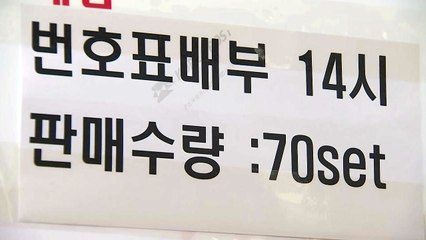 번호표배부 14시
판매수량 :70set